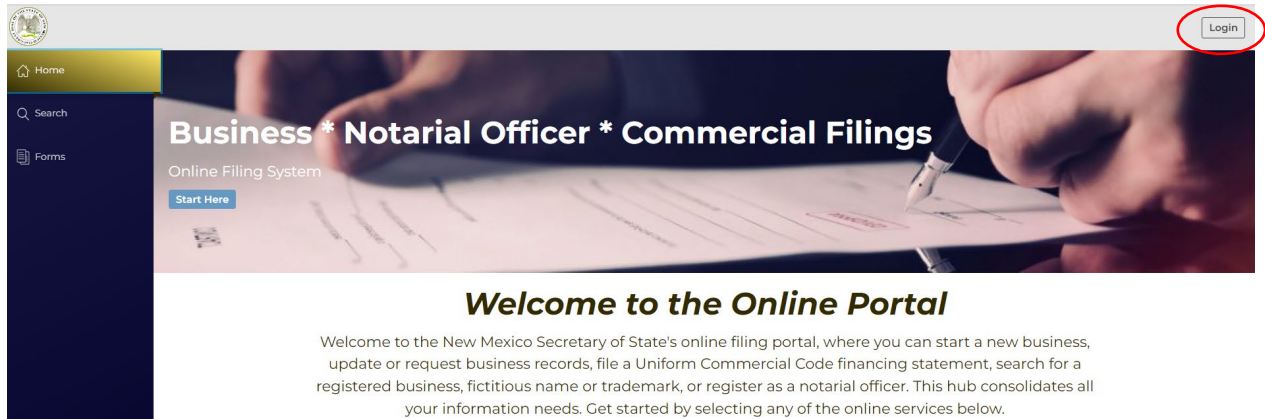 Login
Home
Search
Forms
Business * Notarial Officer * Commercial Filings
Online Filing System
Start Here
Welcome to the Online Portal
Welcome to the New Mexico Secretary of State's online filing portal, where you can start a new business,
update or request business records, file a Uniform Commercial Code financing statement, search for a
registered business, fictitious name or trademark, or register as a notarial officer. This hub consolidates all
your information needs. Get started by selecting any of the online services below.